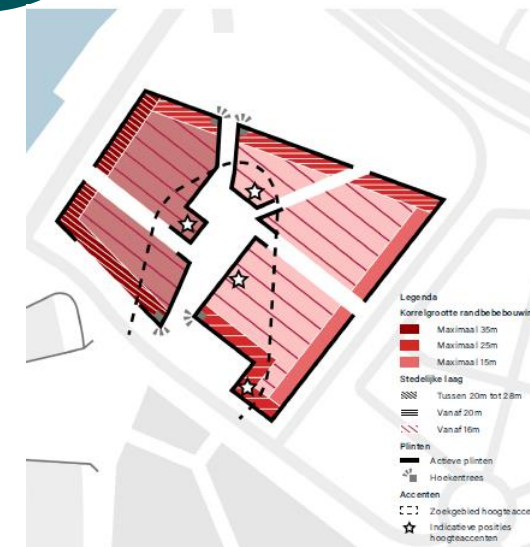 Legenda
Korrelgrootte randbebebouwin
Maximaal 35m
Maximaal 25m
Maximaal 15m
Stedelijke laag
Tussen 20m tot 28m
Vanaf 20m
Vanaf 16m
Plinten
Actieve plinten
Hoekentrees
Accenten
Zoekgebied hoogteacce
Indicatieve posities
hoogteaccenten